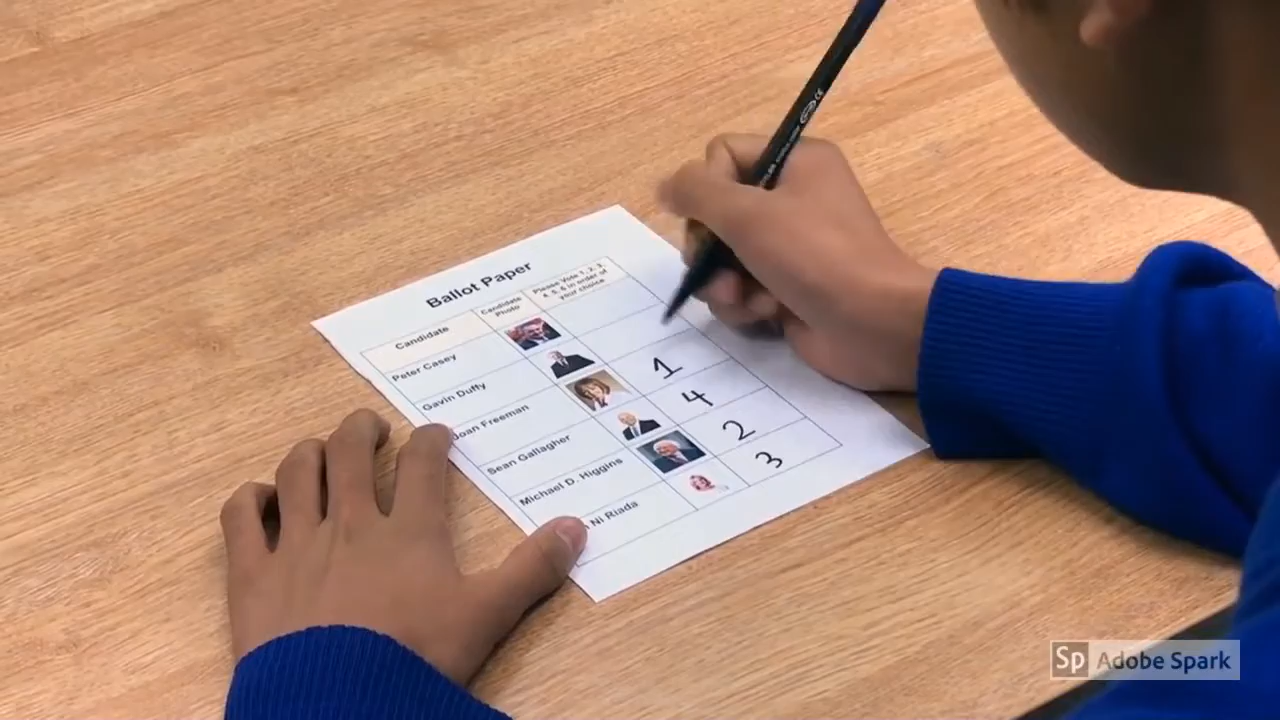 Ballot Paper
Candidate
Candidate
Photo
Please Vote 1, 2, 3,
4, 5, 6 in order of
your choice
Peter Casey
Gavin Duffy
Joan Freeman 1
Sean Gallagher 4
Michael D. Higgins 2
Ni Riada 3
Sp Adobe Spark